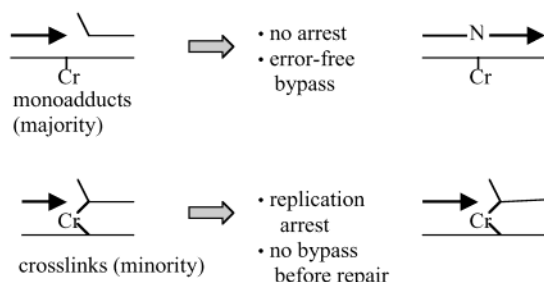 • no arrest
• error-free
bypass
N
Cr
Cr
monoadducts
(majority)
Cr
• replication
arrest
• no bypass
before repair
Cr
crosslinks (minority)